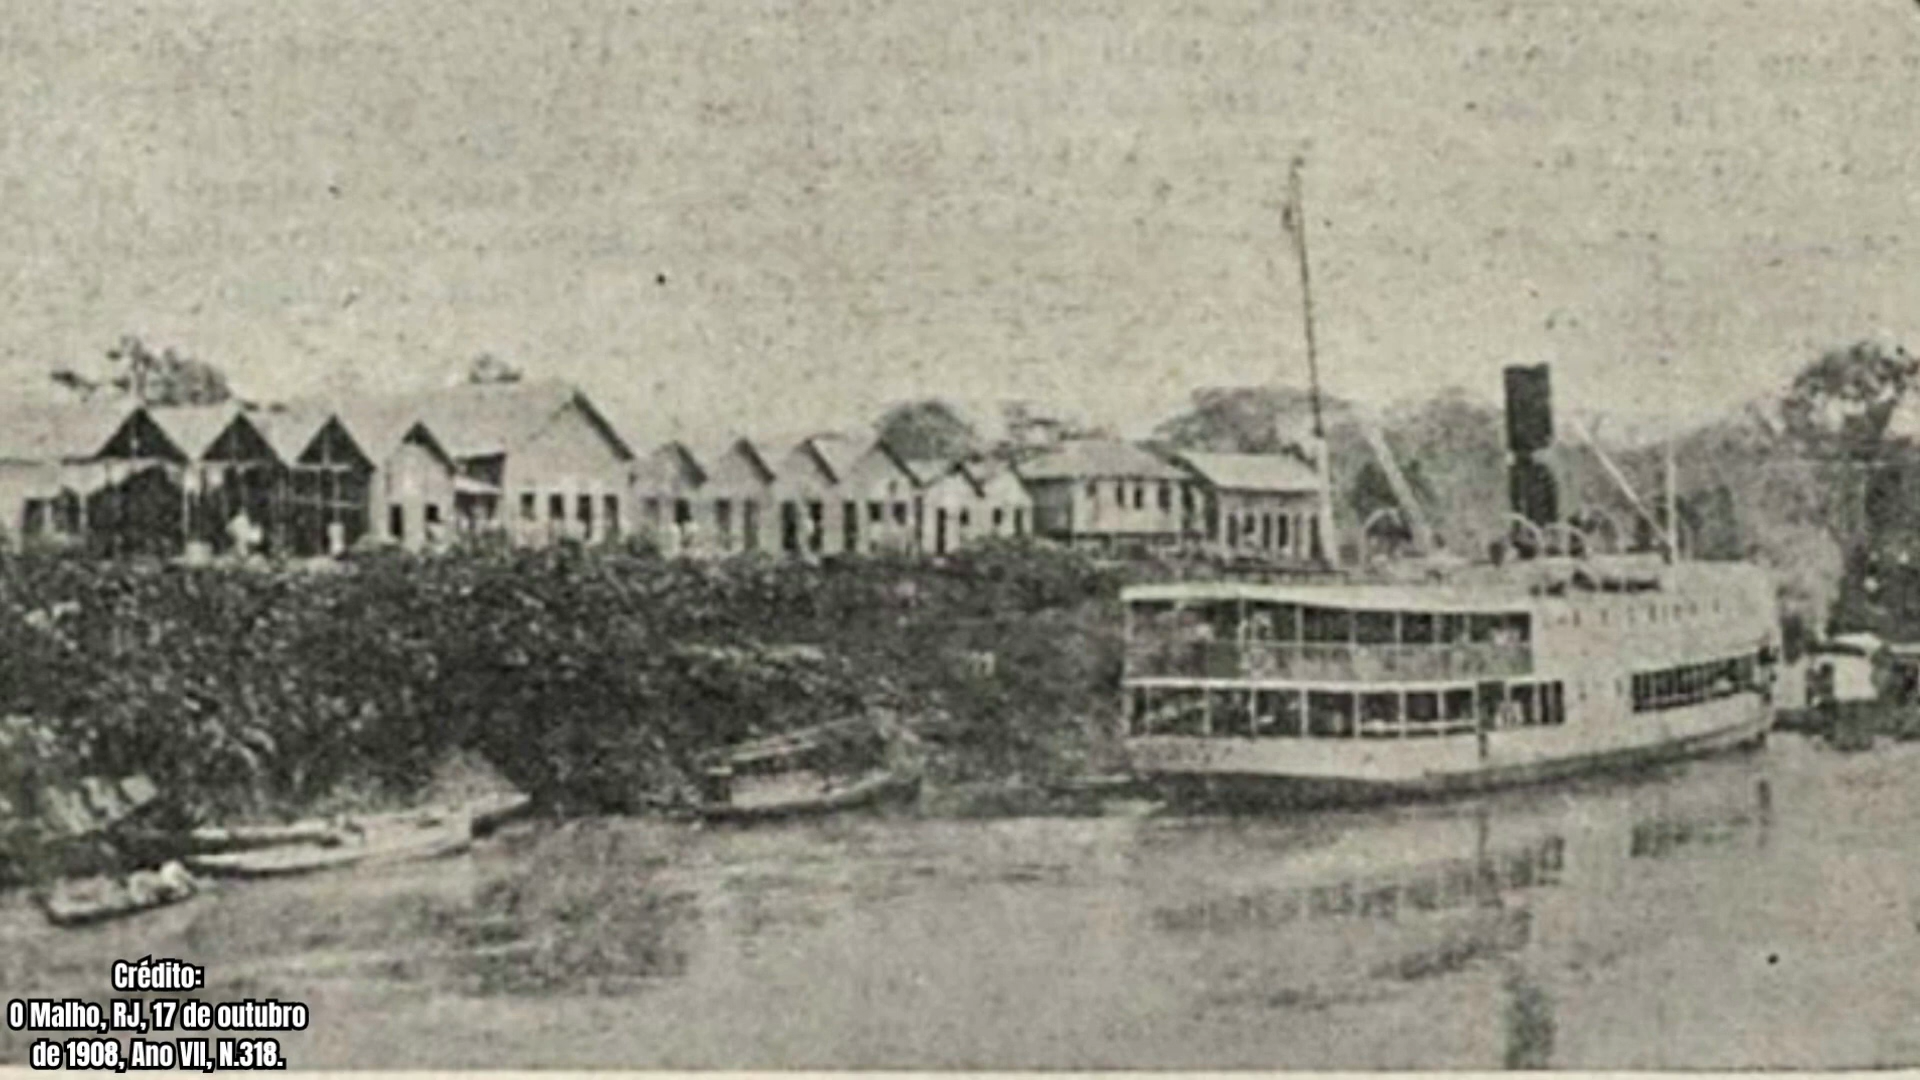 Crédito:
O Malho, RJ, 17 de outubro
de 1908, Ano VII, N.318.